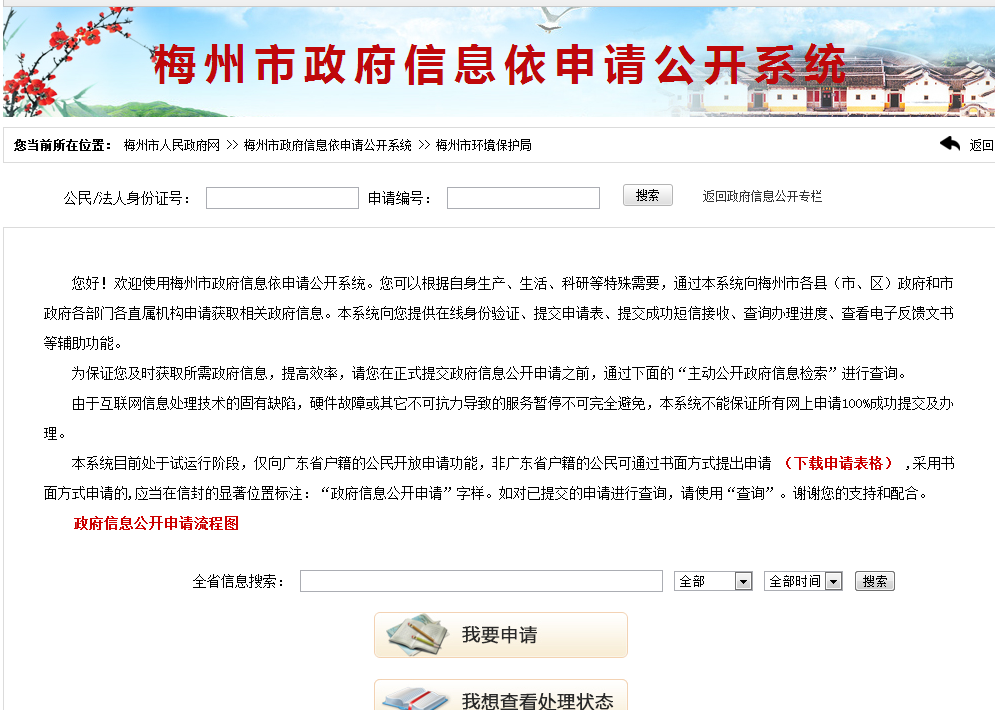 梅州市政府信息依申请公开系统
您当前所在位置： 梅州市人民政府网 >> 梅州市政府信息依申请公开系统 >> 梅州市环境保护局 返回
公民/法人身份证号： 申请编号： 搜索 返回政府信息公开专栏
您好！欢迎使用梅州市政府信息依申请公开系统。您可以根据自身生产、生活、科研等特殊需要，通过本系统向梅州市各县（市、区）政府和市
政府各部门各直属机构申请获取相关政府信息。本系统向您提供在线身份验证、提交申请表、提交成功短信接收、查询办理进度、查看电子反馈文书
等辅助功能。
为保证您及时获取所需政府信息，提高效率，请您在正式提交政府信息公开申请之前，通过下面的“主动公开政府信息检索”进行查询。
由于互联网信息处理技术的固有缺陷，硬件故障或其它不可抗力导致的服务暂停不可完全避免，本系统不能保证所有网上申请100%成功提交及办
理。
本系统目前处于试运行阶段，仅向广东省户籍的公民开放申请功能，非广东省户籍的公民可通过书面方式提出申请 （下载申请表格） ,采用书
面方式申请的,应当在信封的显著位置标注：“政府信息公开申请”字样。如对已提交的申请进行查询，请使用“查询”。谢谢您的支持和配合。
政府信息公开申请流程图
全省信息搜索： 全部 全部时间 搜索
我要申请
我想查看处理状态